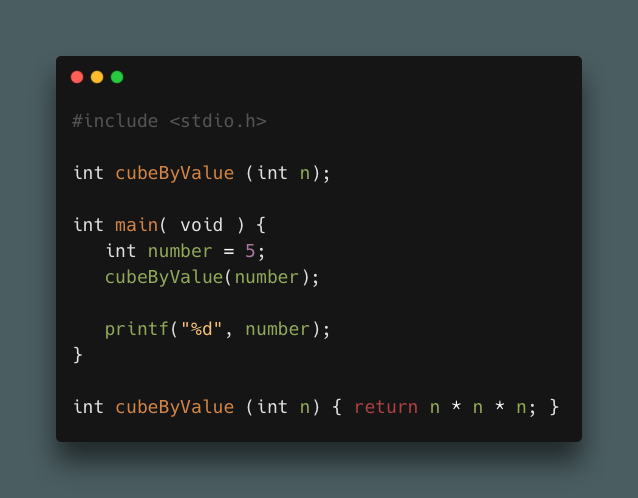 #include <stdio.h>
int cubeByValue (int n);
int main( void ) {
int number = 5;
cubeByValue(number);
printf("%d", number);
}
int cubeByValue (int n) { return n * n * n; }